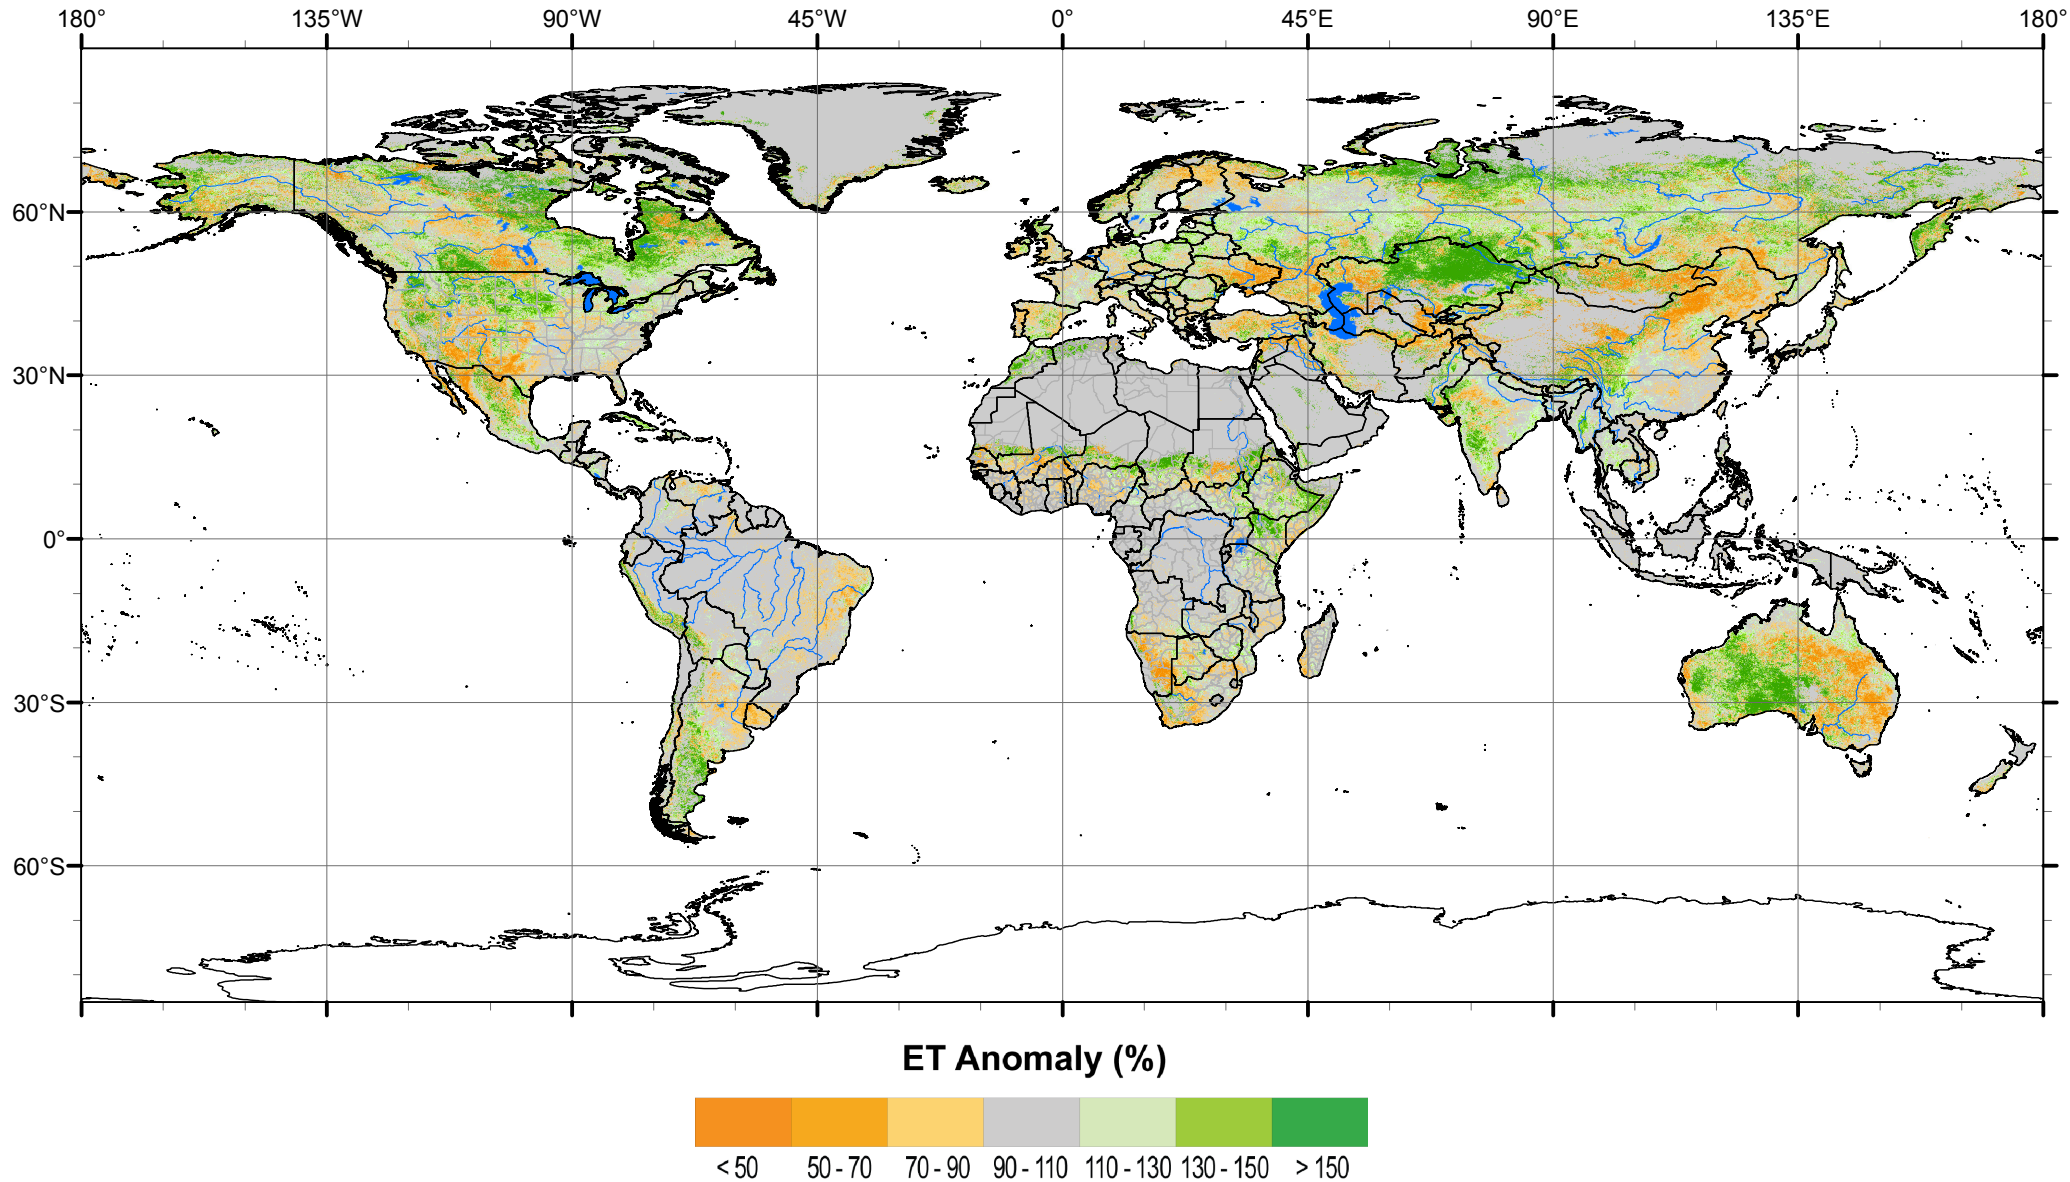 180° 135°W 90°W 45°W 0° 45°E 90°E 135°E 180°
60°N
30°N
0°
30°S
60°S
ET Anomaly (%)
< 50 50 - 70 70 - 90 90 - 110 110 - 130 130 - 150 > 150